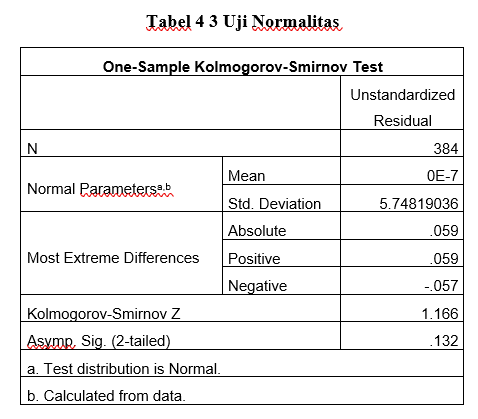 Tabel 4 3 Uji Normalitas
One-Sample Kolmogorov-Smirnov Test
Unstandardized
Residual
N 384
Normal Parametersa,b Mean 0E-7
Std. Deviation 5.74819036
Most Extreme Differences Absolute .059
Positive .059
Negative -.057
Kolmogorov-Smirnov Z 1.166
Asymp. Sig. (2-tailed) .132
a. Test distribution is Normal.
b. Calculated from data.